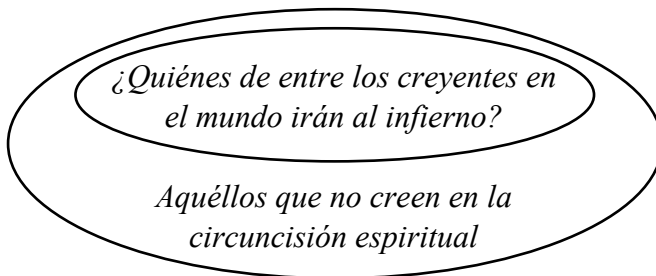 ¿Quiénes de entre los creyentes en
el mundo irán al infierno?
Aquéllos que no creen en la
circuncisión espiritual